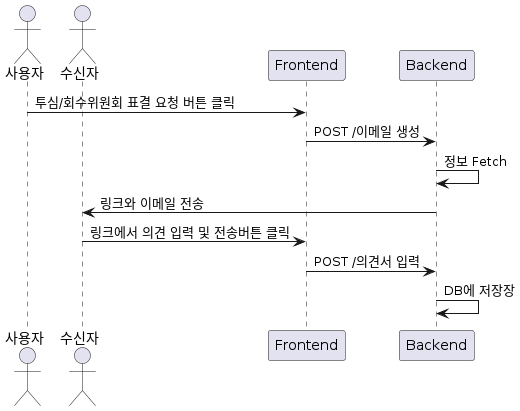 사용자 수신자 Frontend Backend
투심/회수위원회 표결 요청 버튼 클릭
POST /이메일 생성
정보 Fetch
링크와 이메일 전송
링크에서 의견 입력 및 전송버튼 클릭
POST /의견서 입력
DB에 저장장
사용자 수신자 Frontend Backend